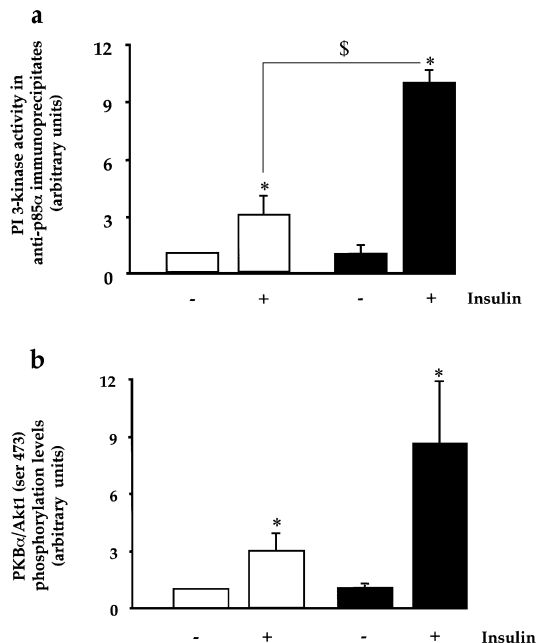 a
PI 3-kinase activity in
anti-p85α immunoprecipitates
(arbitrary units)
12
9
6
3
0
$
*
*
- + - + Insulin
b
PKBα/Akt1 (ser 473)
phosphorylation levels
(arbitrary units)
12
9
6
3
0
*
*
- + - + Insulin